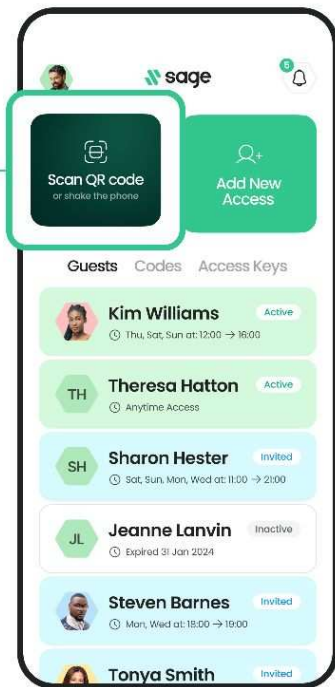 sage
5
Scan QR code
or shake the phone
Add New
Access
Guests Codes Access Keys
Kim Williams Active
Thu, Sat, Sun at: 12:00 → 16:00
TH Theresa Hatton Active
Anytime Access
SH Sharon Hester Invited
Sat, Sun, Mon, Wed at: 11:00 → 21:00
JL Jeanne Lanvin Inactive
Expired 31 Jan 2024
Steven Barnes Invited
Mon, Wed at: 18:00 → 19:00
Tonya Smith Invited